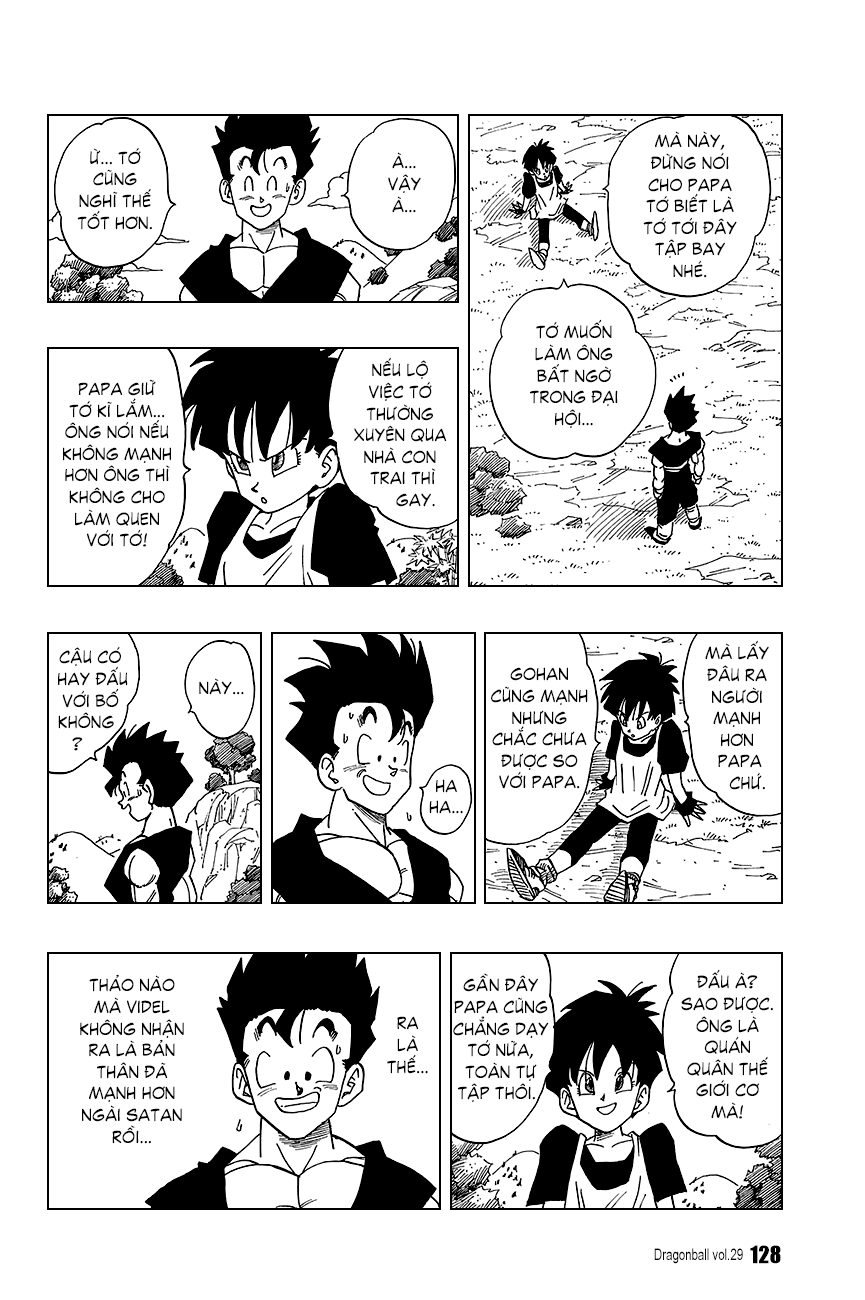 MÀ NÀY,
ĐỪNG NÓI
CHO PAPA
TỚ BIẾT LÀ
TỚ TỚI ĐÂY
TẬP BAY
NHÉ.
TỚ MUỐN
LÀM ÔNG
BẤT NGỜ
TRONG ĐẠI
HỘI...
À...
VẬY
À...
Ừ... TỚ
CŨNG
NGHĨ THẾ
TỐT HƠN.
NẾU LỘ
VIỆC TỚ
THƯỜNG
XUYÊN QUA
NHÀ CON
TRAI THÌ
GAY.
PAPA GIỮ
TỚ KĨ LẮM...
ÔNG NÓI NẾU
KHÔNG MẠNH
HƠN ÔNG THÌ
KHÔNG CHO
LÀM QUEN
VỚI TỚ!
MÀ LẤY
ĐÂU RA
NGƯỜI
MẠNH
HƠN
PAPA
CHỨ.
GOHAN
CŨNG MẠNH
NHƯNG
CHẮC CHƯA
ĐƯỢC SO
VỚI PAPA.
HA
HA...
NÀY...
CẬU CÓ
HAY ĐẤU
VỚI BỐ
KHÔNG
?
ĐẤU À?
SAO ĐƯỢC.
ÔNG LÀ
QUÁN
QUÂN THẾ
GIỚI CƠ
MÀ!
GẦN ĐÂY
PAPA CŨNG
CHẲNG DẠY
TỚ NỮA,
TOÀN TỰ
TẬP THÔI.
RA
LÀ
THẾ...
THẢO NÀO
MÀ VIDEL
KHÔNG NHẬN
RA LÀ BẢN
THÂN ĐÃ
MẠNH HƠN
NGÀI SATAN
RỒI...
Dragonball vol.29 128